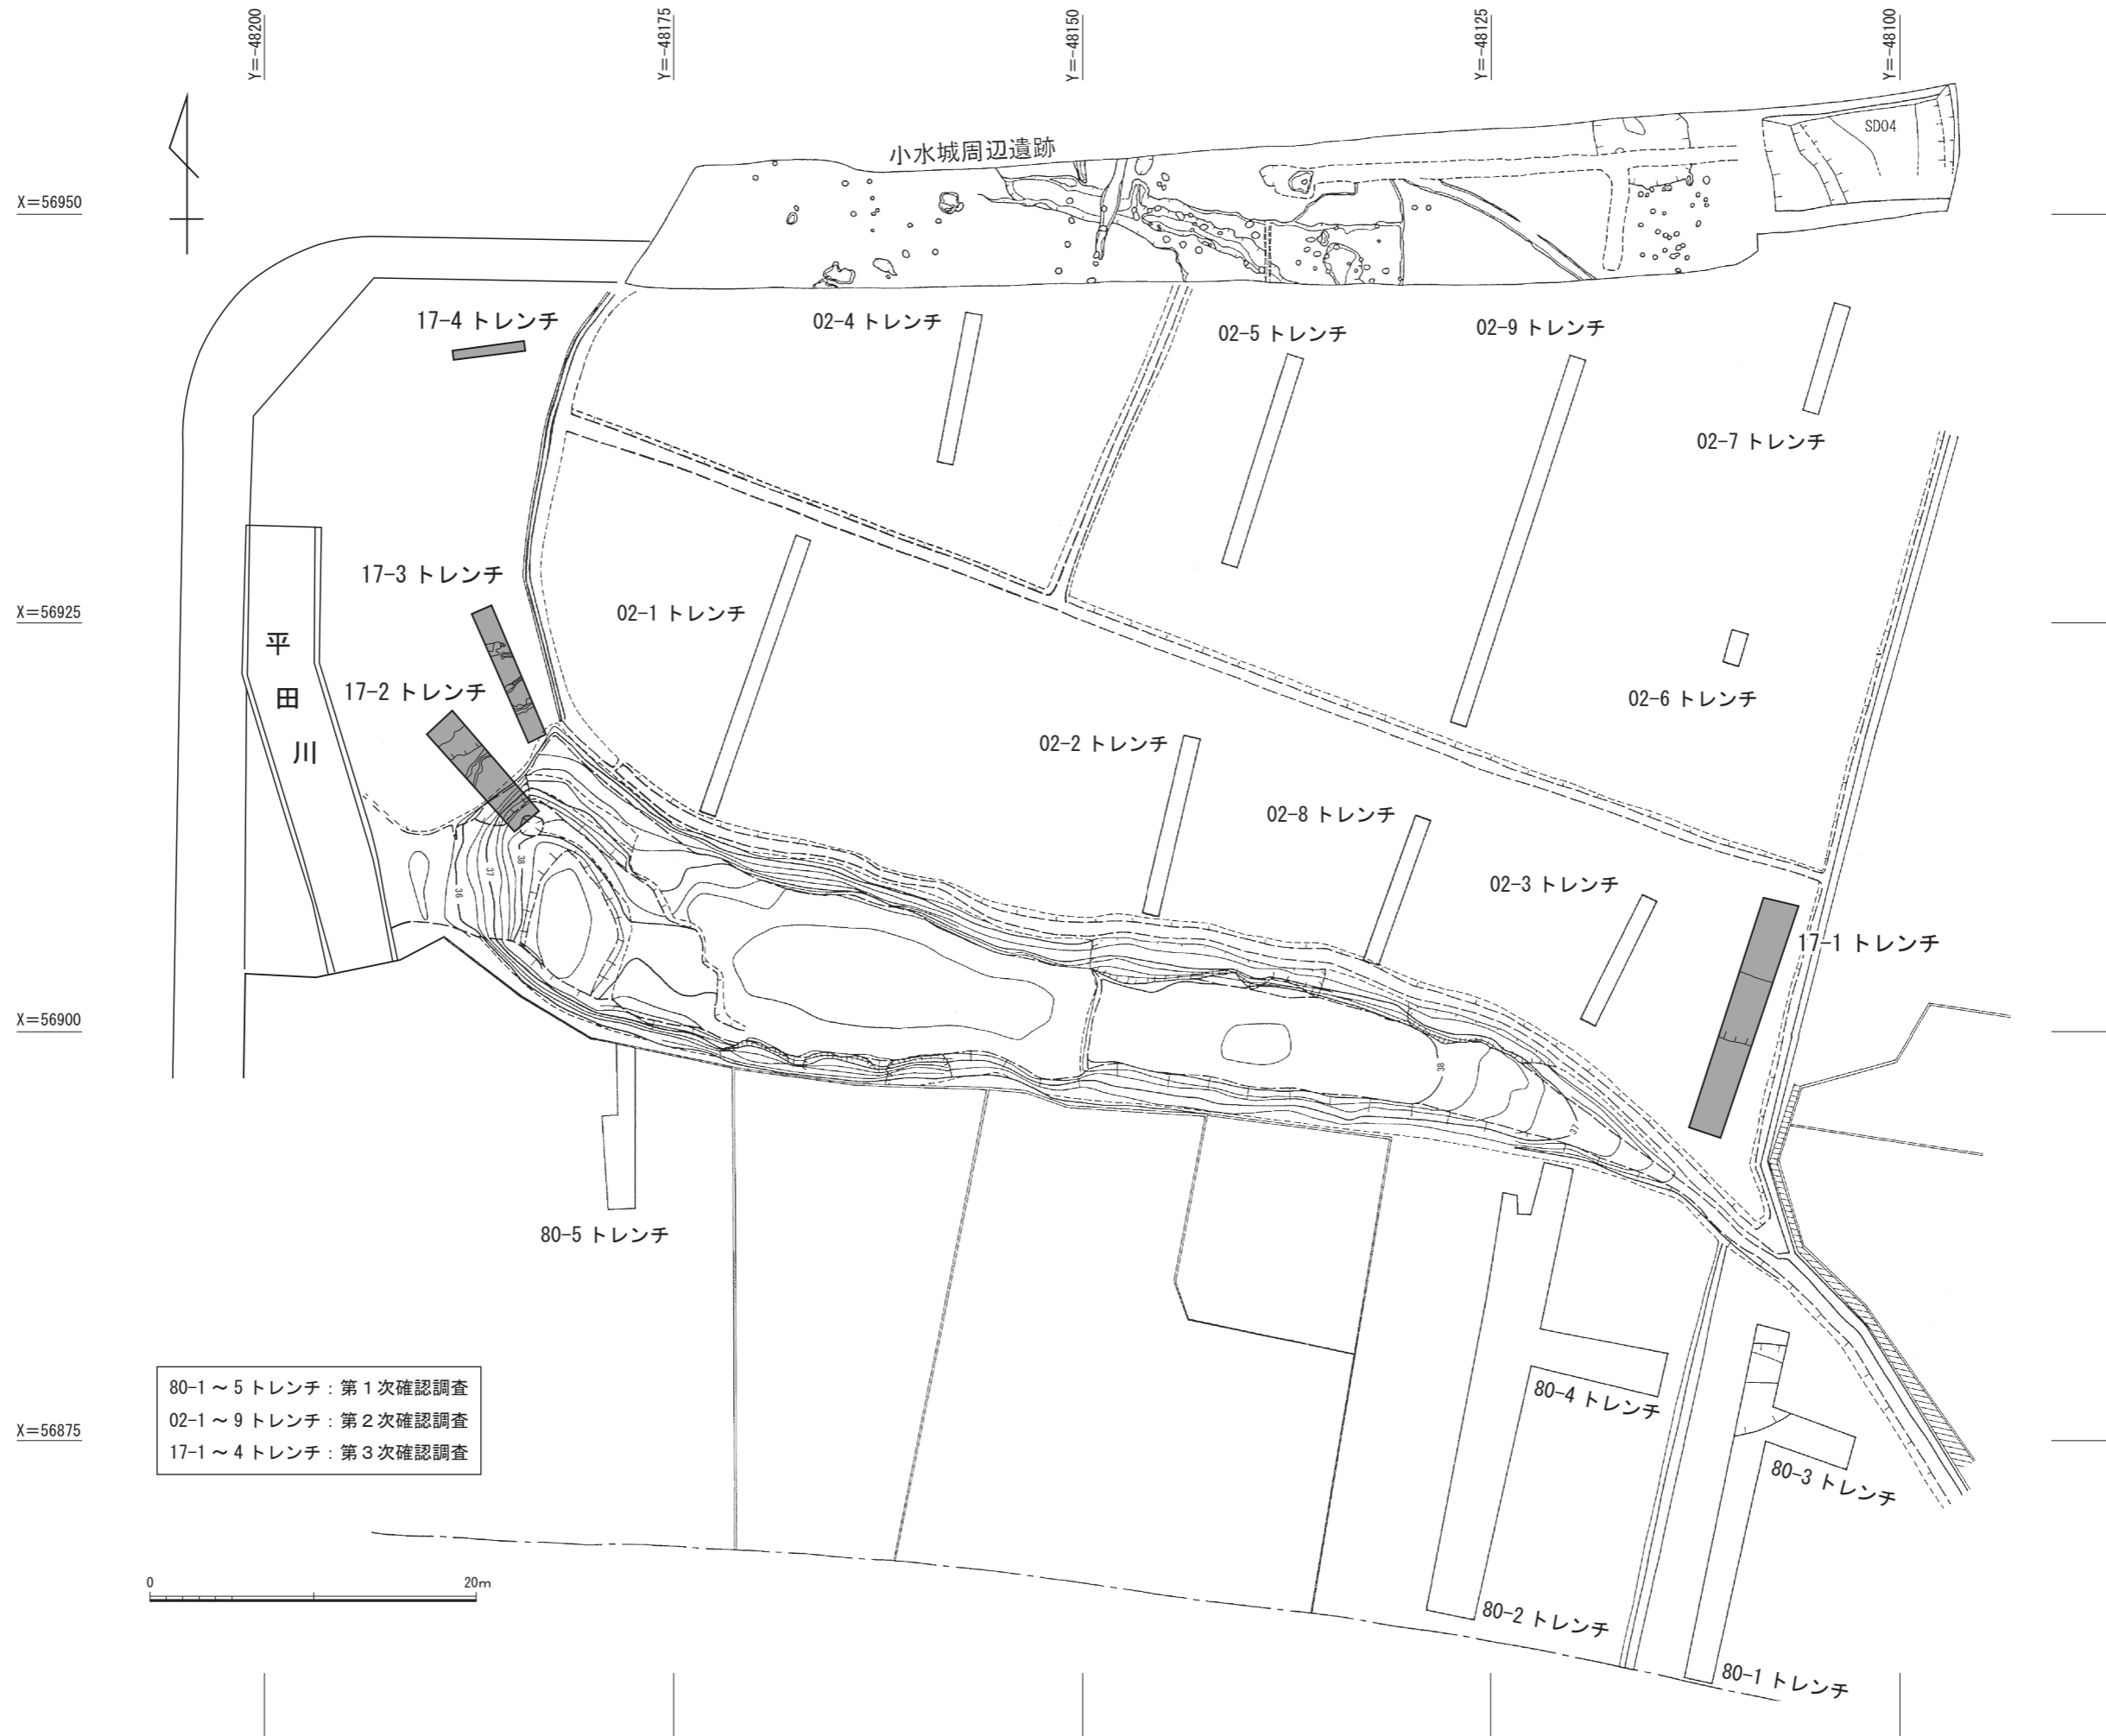 Y=-48200
Y=-48175
Y=-48150
Y=-48125
Y=-48100
SD04
小水城周辺遺跡
X=56950
17-4 トレンチ
02-4 トレンチ
02-5 トレンチ
02-9 トレンチ
02-7 トレンチ
17-3 トレンチ
X=56925
02-1 トレンチ
平田川
17-2 トレンチ
02-6 トレンチ
02-2 トレンチ
02-8 トレンチ
38
37
36
02-3 トレンチ
17-1 トレンチ
X=56900
38
37
80-5 トレンチ
80-4 トレンチ
80-1 ~ 5 トレンチ : 第1次確認調査
02-1 ~ 9 トレンチ : 第2次確認調査
17-1 ~ 4 トレンチ : 第3次確認調査
X=56875
80-3 トレンチ
0 20m
80-2 トレンチ
80-1 トレンチ